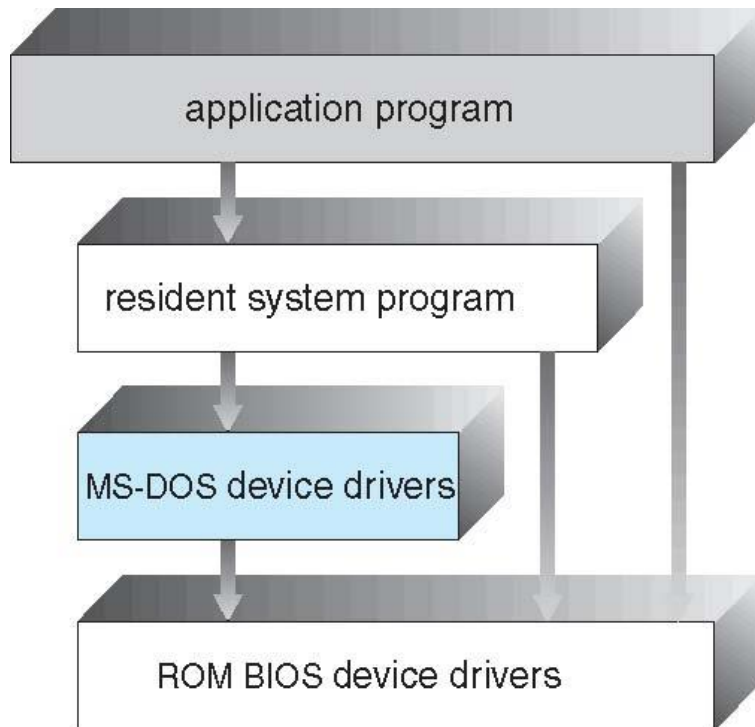 application program
resident system program
MS-DOS device drivers
ROM BIOS device drivers